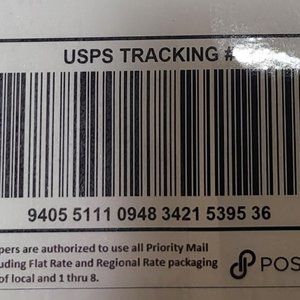 USPS TRACKING #
9405 5111 0948 3421 5395 36
pers are authorized to use all Priority Mail
uding Flat Rate and Regional Rate packaging
of local and 1 thru 8.
POS